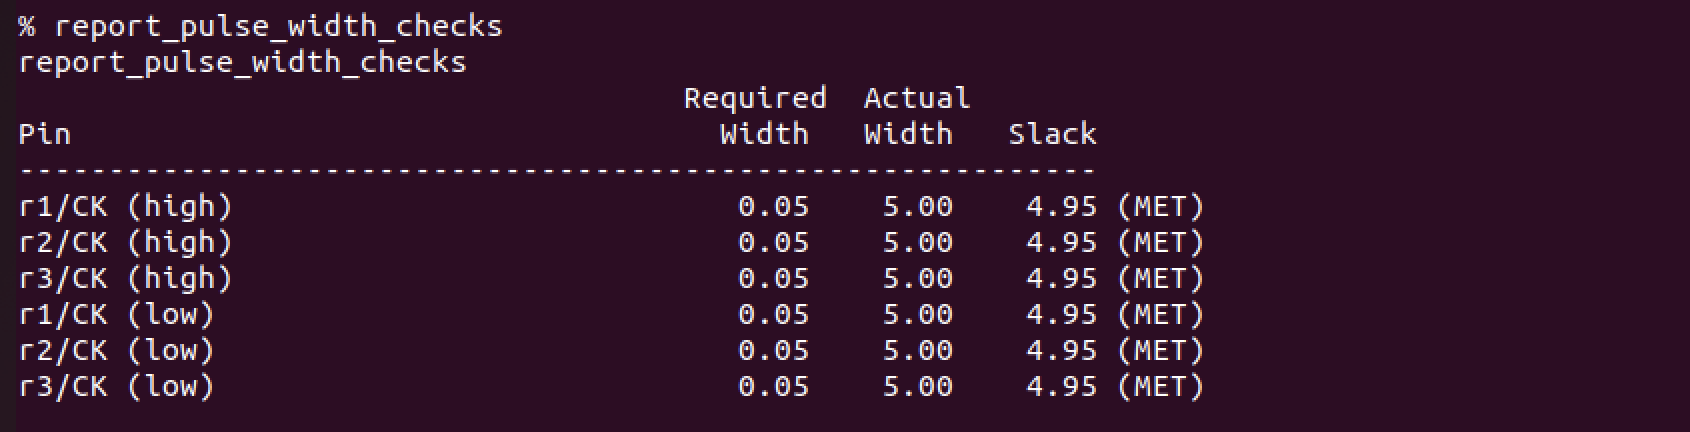 % report_pulse_width_checks
report_pulse_width_checks
                                     Required  Actual
Pin                                    Width   Width   Slack
------------------------------------------------------------
r1/CK (high)                            0.05    5.00    4.95 (MET)
r2/CK (high)                            0.05    5.00    4.95 (MET)
r3/CK (high)                            0.05    5.00    4.95 (MET)
r1/CK (low)                             0.05    5.00    4.95 (MET)
r2/CK (low)                             0.05    5.00    4.95 (MET)
r3/CK (low)                             0.05    5.00    4.95 (MET)